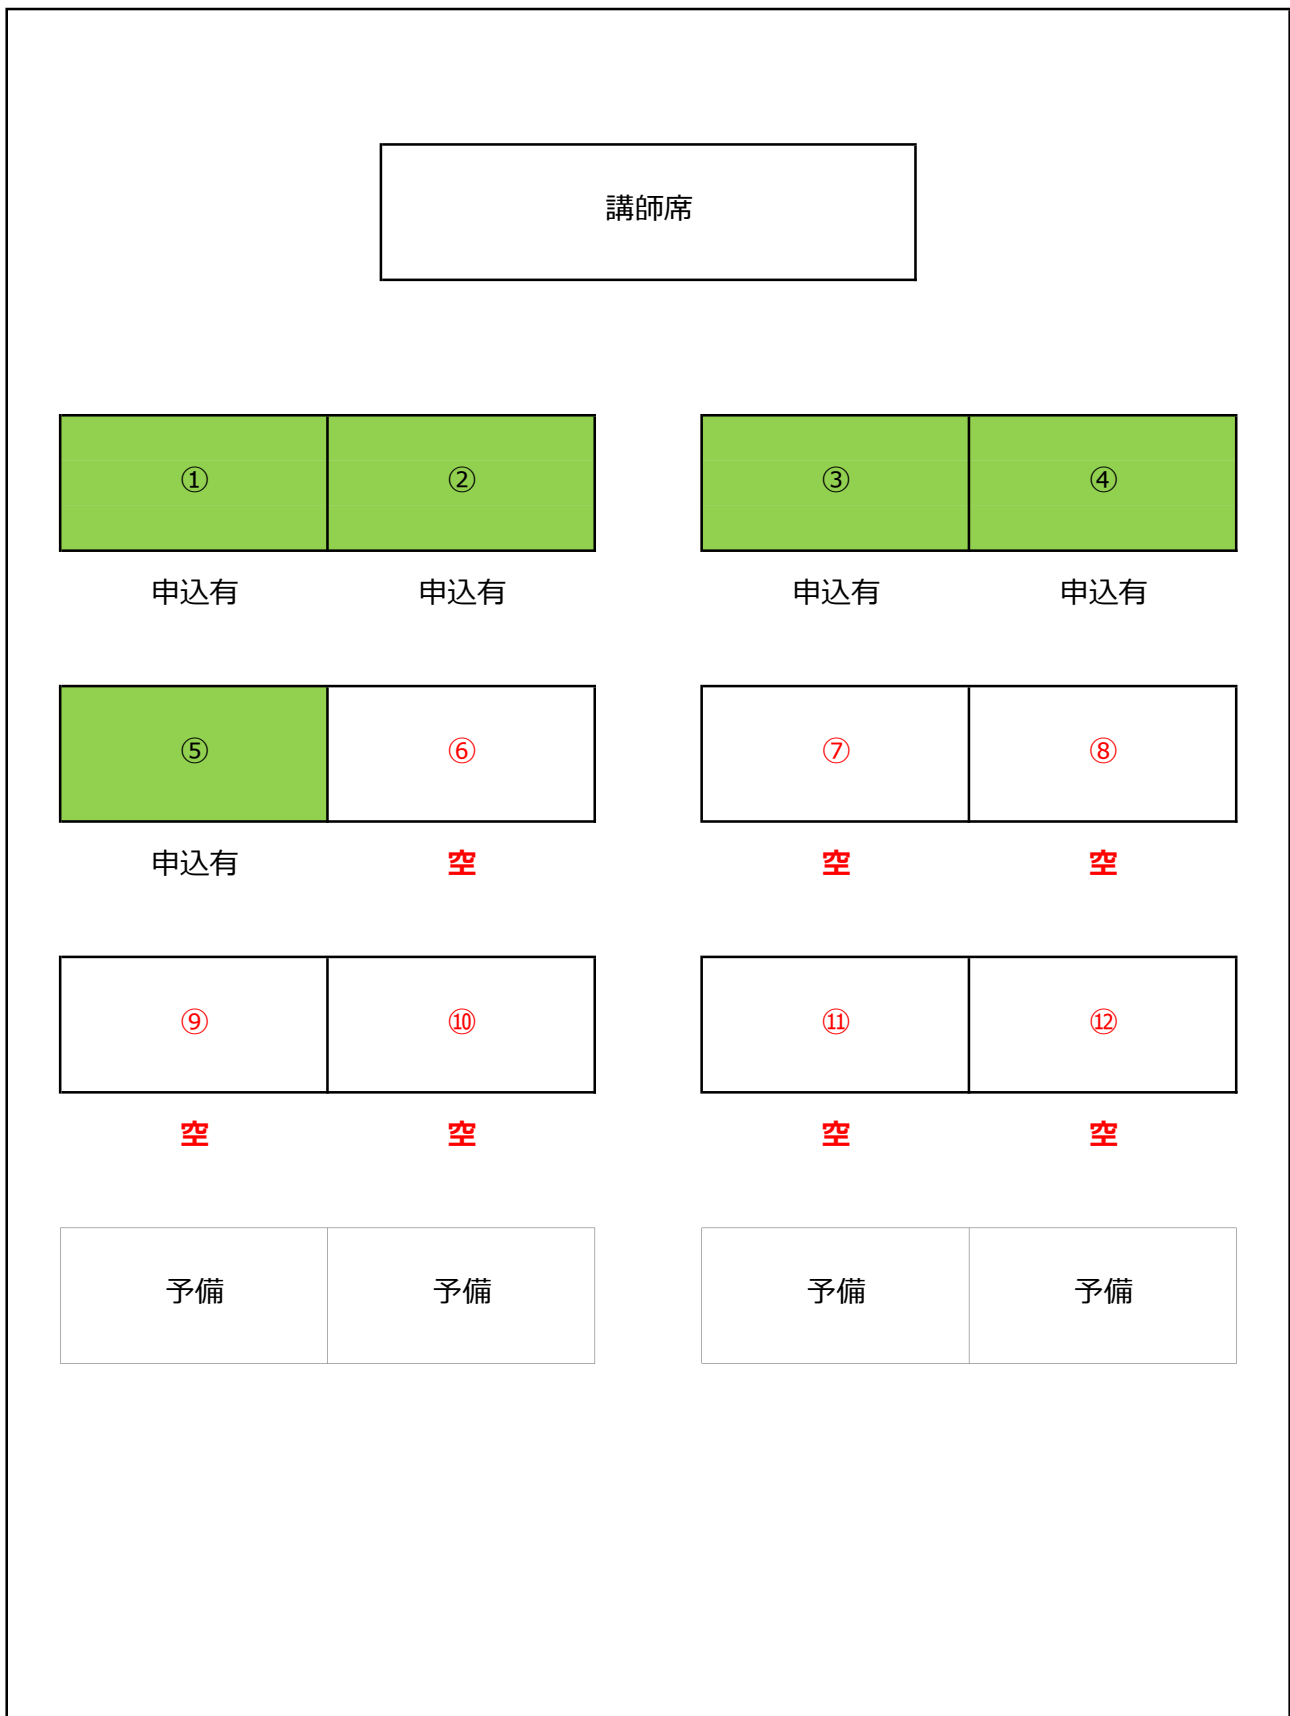 講師席
① ② ③ ④
申込有 申込有 申込有 申込有
⑤ ⑥ ⑦ ⑧
申込有 空 空 空
⑨ ⑩ ⑪ ⑫
空 空 空 空
予備 予備 予備 予備